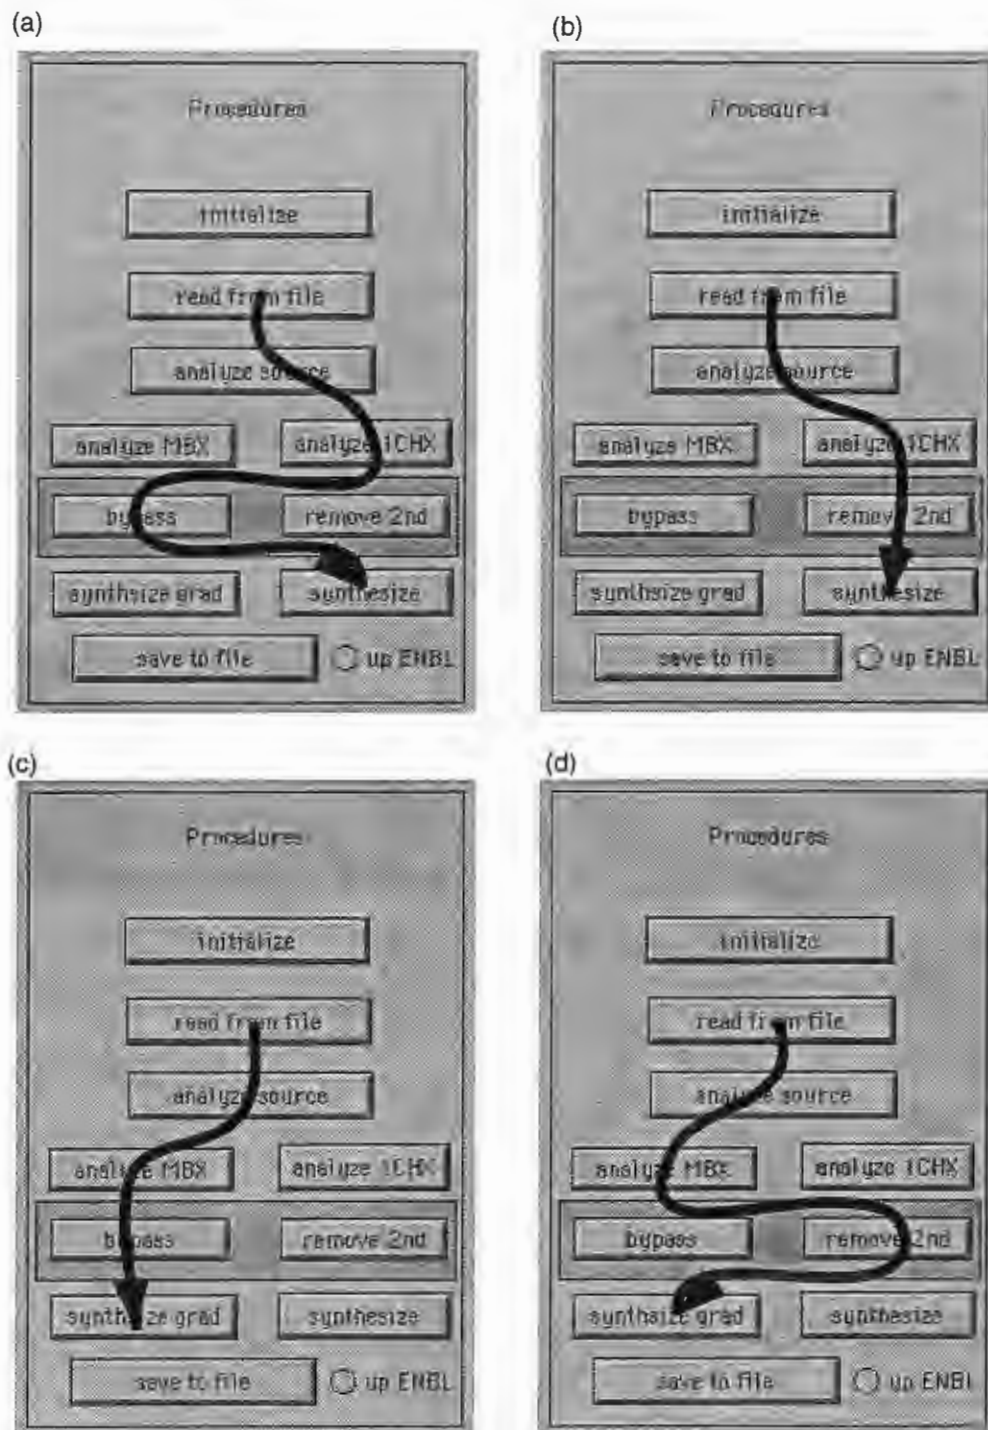 (a)
Procedures
initialize
read from file
analyze source
analyze MBX analyze 1CHX
bypass remove 2nd
synthsize grad synthesize
save to file up ENBL
(b)
Procedures
initialize
read from file
analyze source
analyze MBX analyze 1CHX
bypass remove 2nd
synthsize grad synthesize
save to file up ENBL
(c)
Procedures
initialize
read from file
analyze source
analyze MBX analyze 1CHX
bypass remove 2nd
synthsize grad synthesize
save to file up ENBL
(d)
Procedures
initialize
read from file
analyze source
analyze MBX analyze 1CHX
bypass remove 2nd
synthsize grad synthesize
save to file up ENBL